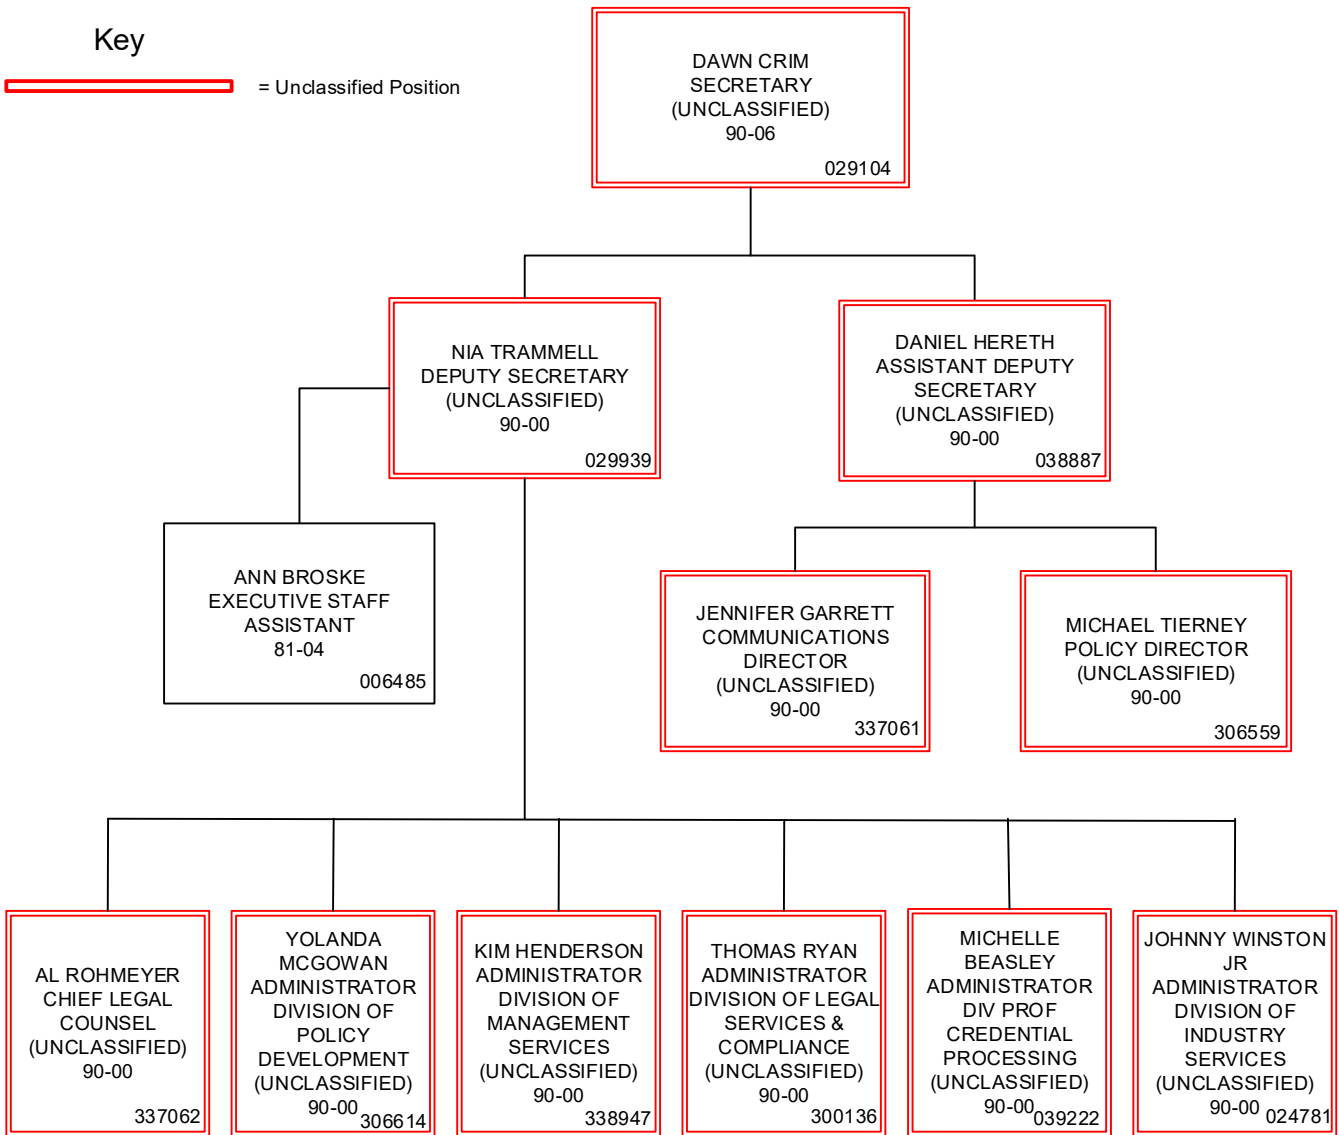 Key
= Unclassified Position
DAWN CRIM
SECRETARY
(UNCLASSIFIED)
90-06
029104
NIA TRAMMELL
DEPUTY SECRETARY
(UNCLASSIFIED)
90-00
029939
DANIEL HERETH
ASSISTANT DEPUTY
SECRETARY
(UNCLASSIFIED)
90-00
038887
ANN BROSKE
EXECUTIVE STAFF
ASSISTANT
81-04
006485
JENNIFER GARRETT
COMMUNICATIONS
DIRECTOR
(UNCLASSIFIED)
90-00
337061
MICHAEL TIERNEY
POLICY DIRECTOR
(UNCLASSIFIED)
90-00
306559
AL ROHMEYER
CHIEF LEGAL
COUNSEL
(UNCLASSIFIED)
90-00
337062
YOLANDA
MCGOWAN
ADMINISTRATOR
DIVISION OF
POLICY
DEVELOPMENT
(UNCLASSIFIED)
90-00
306614
KIM HENDERSON
ADMINISTRATOR
DIVISION OF
MANAGEMENT
SERVICES
(UNCLASSIFIED)
90-00
338947
THOMAS RYAN
ADMINISTRATOR
DIVISION OF LEGAL
SERVICES &
COMPLIANCE
(UNCLASSIFIED)
90-00
300136
MICHELLE
BEASLEY
ADMINISTRATOR
DIV PROF
CREDENTIAL
PROCESSING
(UNCLASSIFIED)
90-00
039222
JOHNNY WINSTON
JR
ADMINISTRATOR
DIVISION OF
INDUSTRY
SERVICES
(UNCLASSIFIED)
90-00
024781